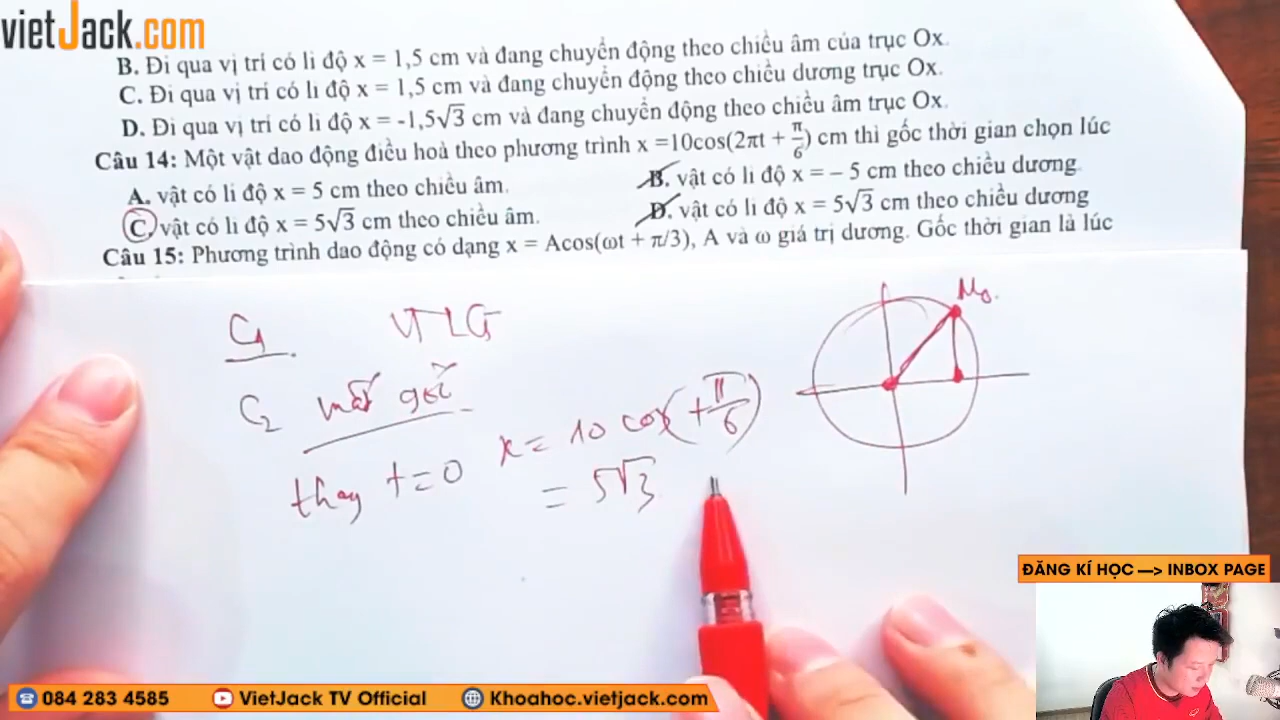 vietJack.com
B. Đi qua vị trí có li độ x = 1,5 cm và đang chuyển động theo chiều âm của trục Ox.
C. Đi qua vị trí có li độ x = 1,5 cm và đang chuyển động theo chiều dương trục Ox.
D. Đi qua vị trí có li độ x = -1,5√3 cm và đang chuyển động theo chiều âm trục Ox.
Câu 14: Một vật dao động điều hoà theo phương trình x =10cos(2πt + π/6) cm thì gốc thời gian chọn lúc
A. vật có li độ x = 5 cm theo chiều âm. B. vật có li độ x = – 5 cm theo chiều dương.
C. vật có li độ x = 5√3 cm theo chiều âm. D. vật có li độ x = 5√3 cm theo chiều dương
Câu 15: Phương trình dao động có dạng x = Acos(ωt + π/3), A và ω giá trị dương. Gốc thời gian là lúc
C1 VTLG
M0
C2 mất gốc
thay t=0 x = 10 cos(+π/6)
= 5√3
ĐĂNG KÍ HỌC —> INBOX PAGE
084 283 4585 VietJack TV Official Khoahoc.vietjack.com